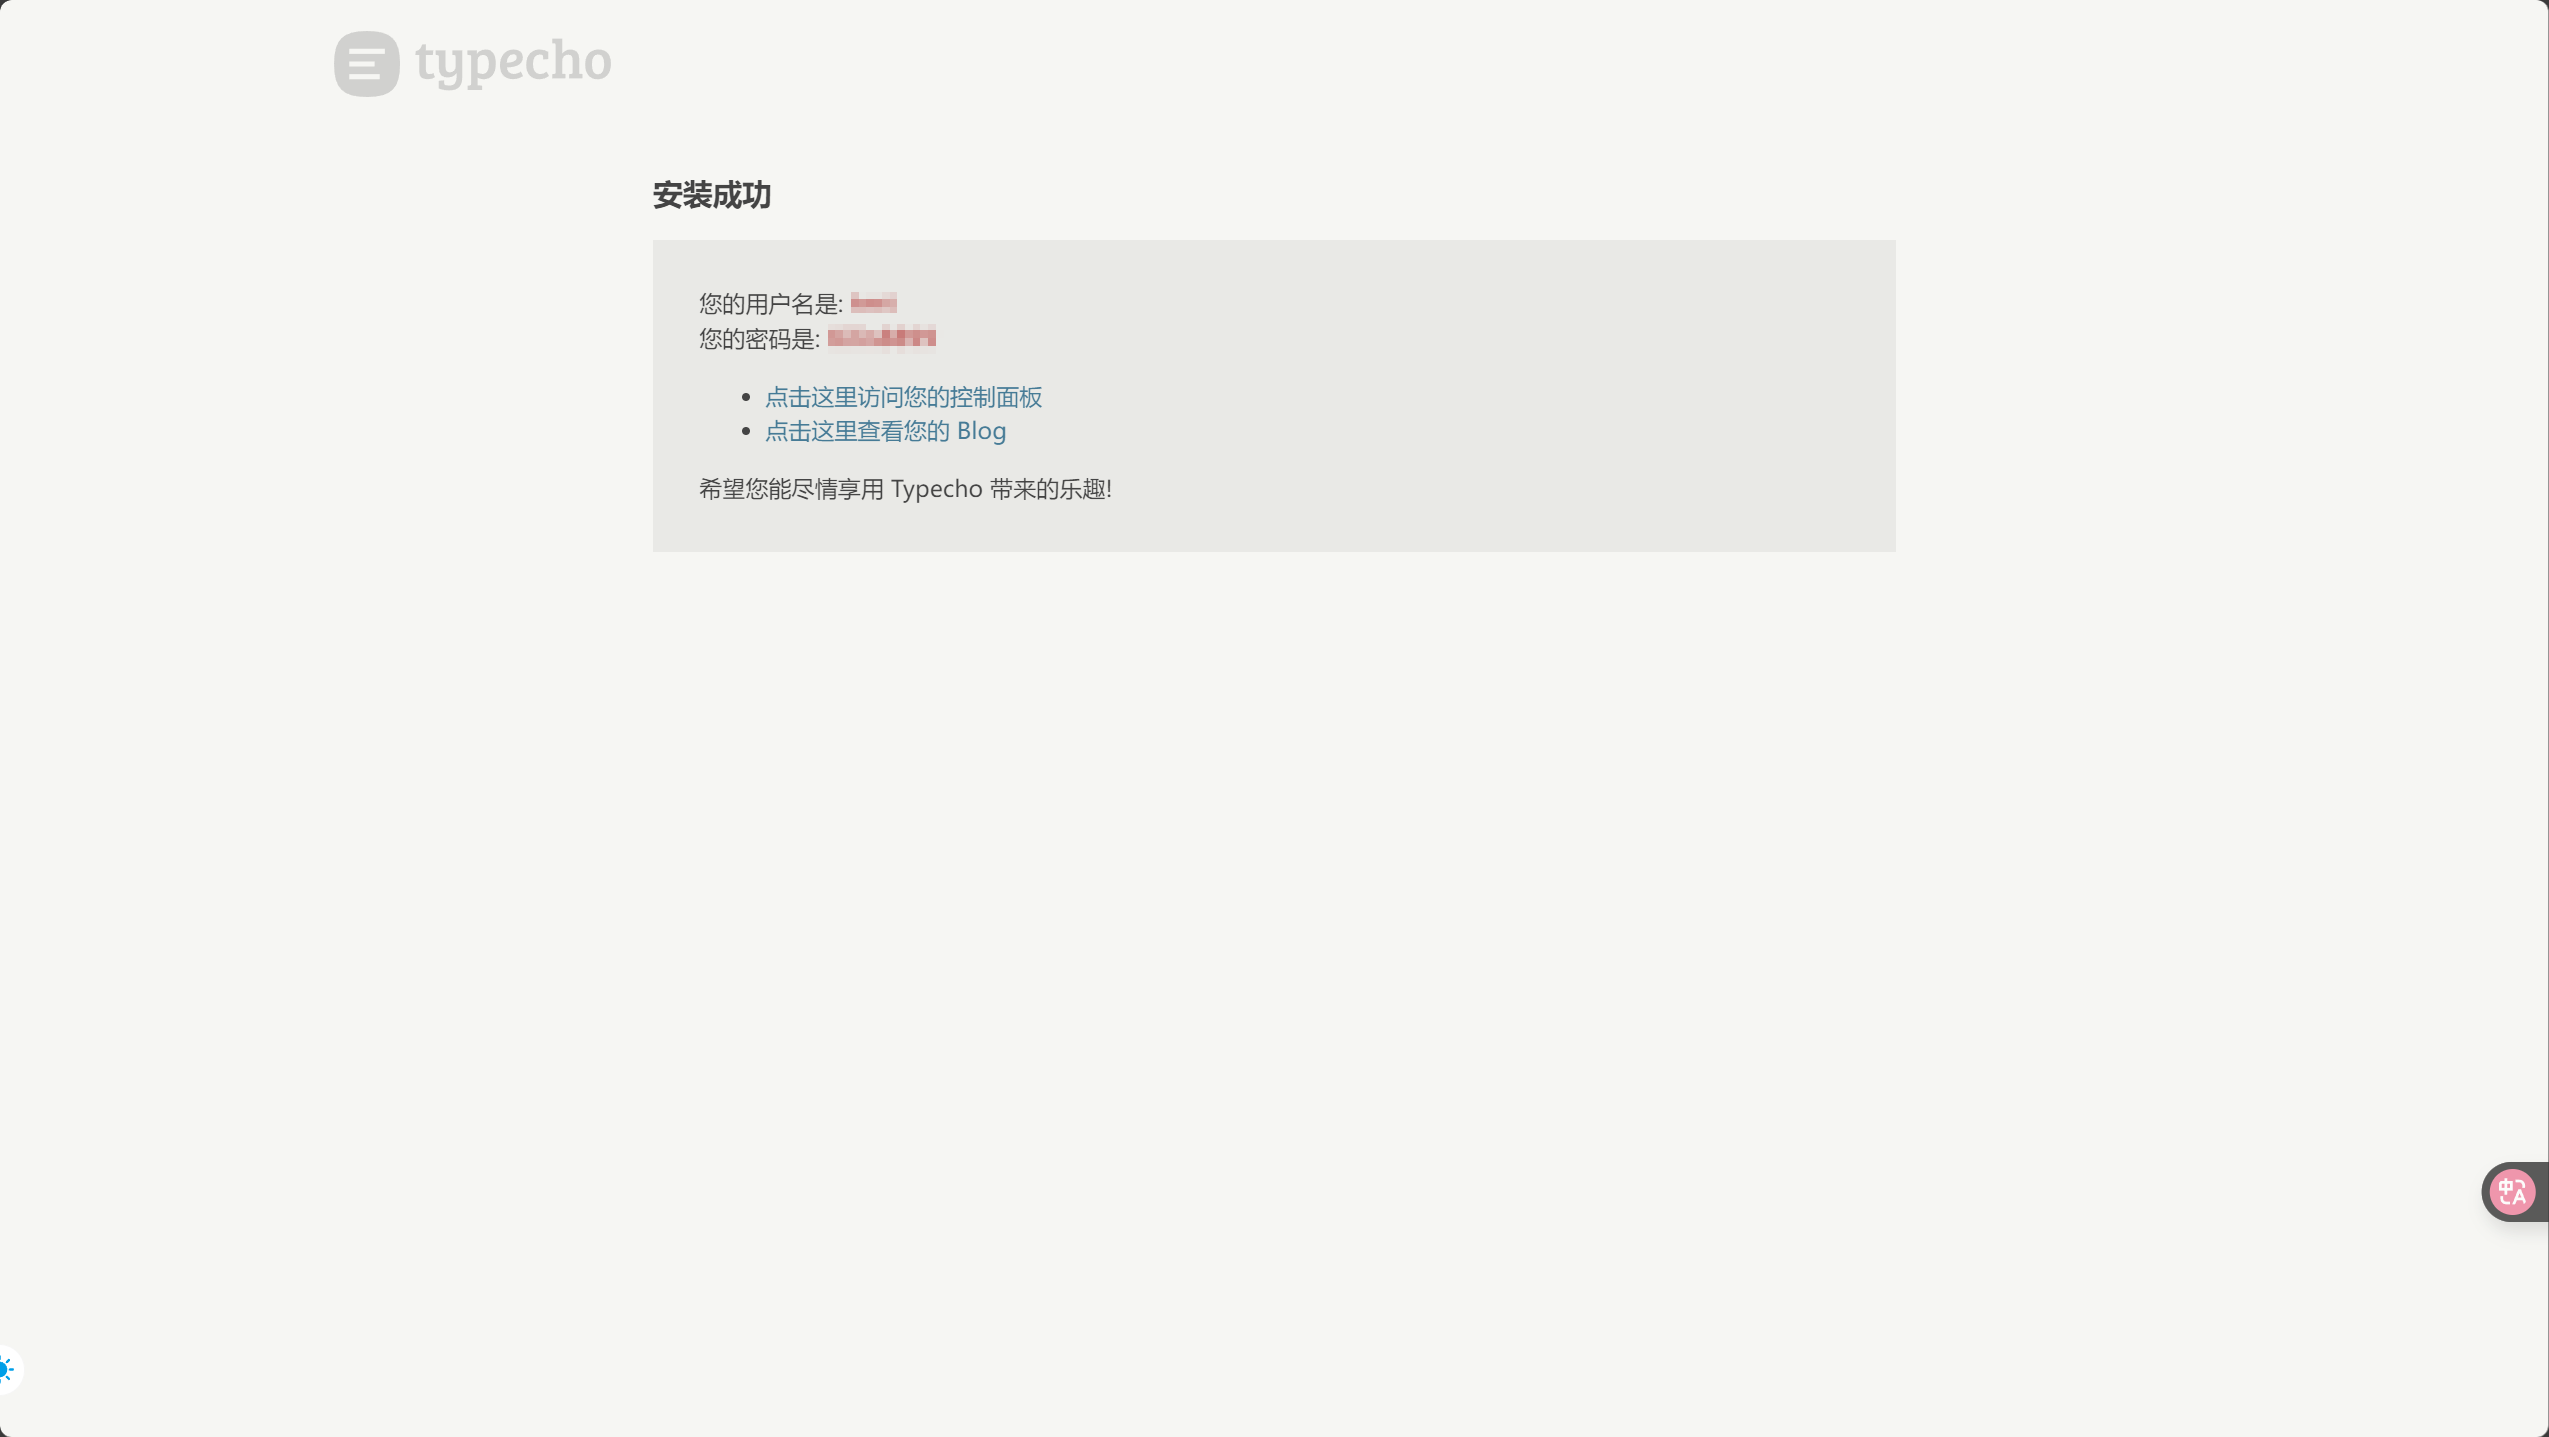 typecho
安装成功
您的用户名是:
您的密码是:
点击这里访问您的控制面板
点击这里查看您的 Blog
希望您能尽情享用 Typecho 带来的乐趣!
中A